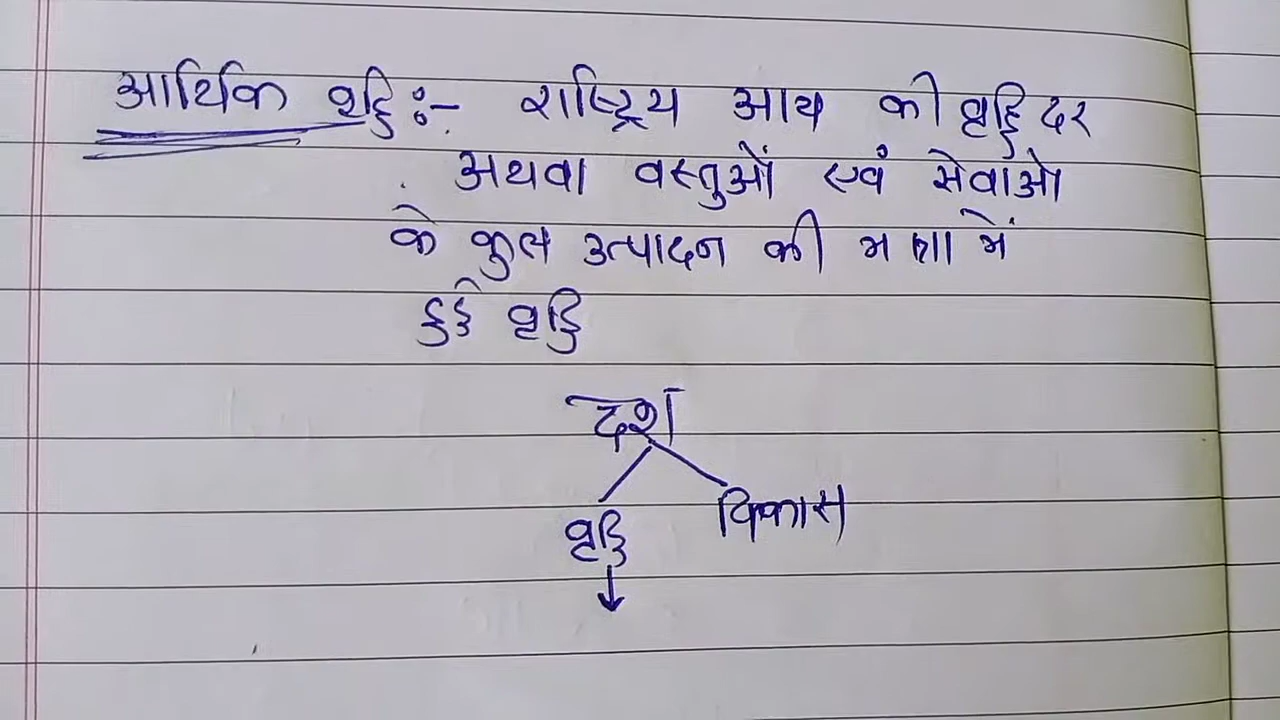 आर्थिक वृद्धि :- राष्ट्रिय आय की वृद्धि दर
अथवा वस्तुओं एवं सेवाओ
के कुल उत्पादन की मात्रा में
हुई वृद्धि
देश
वृद्धि विकास